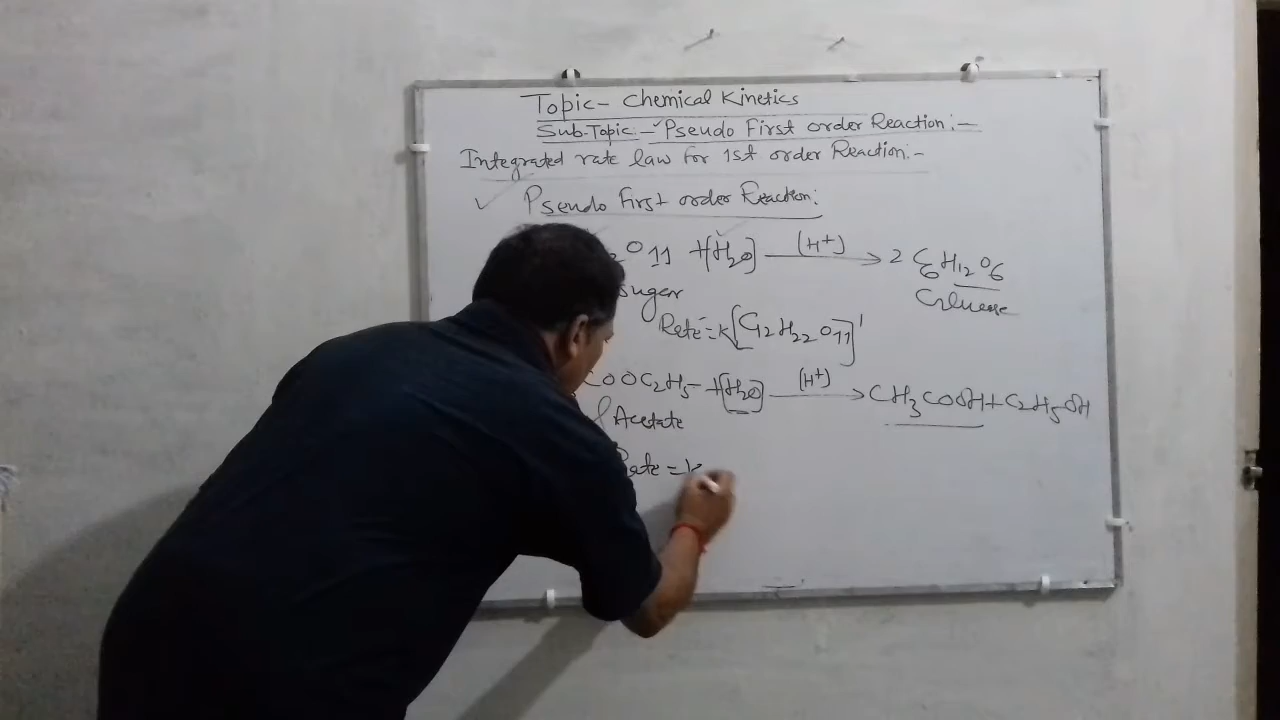 Topic- Chemical Kinetics
Sub-Topic:- Pseudo First order Reaction:-
Integrated rate law for 1st order Reaction:-
✓ Pseudo First order Reaction:
O11 + [H2O] (H+) → 2 C6H12O6
Sugar
Rate = K[C12H22O11]1
COOC2H5 + [H2O] (H+) → CH3COOH + C2H5OH
Acetate
Rate = k